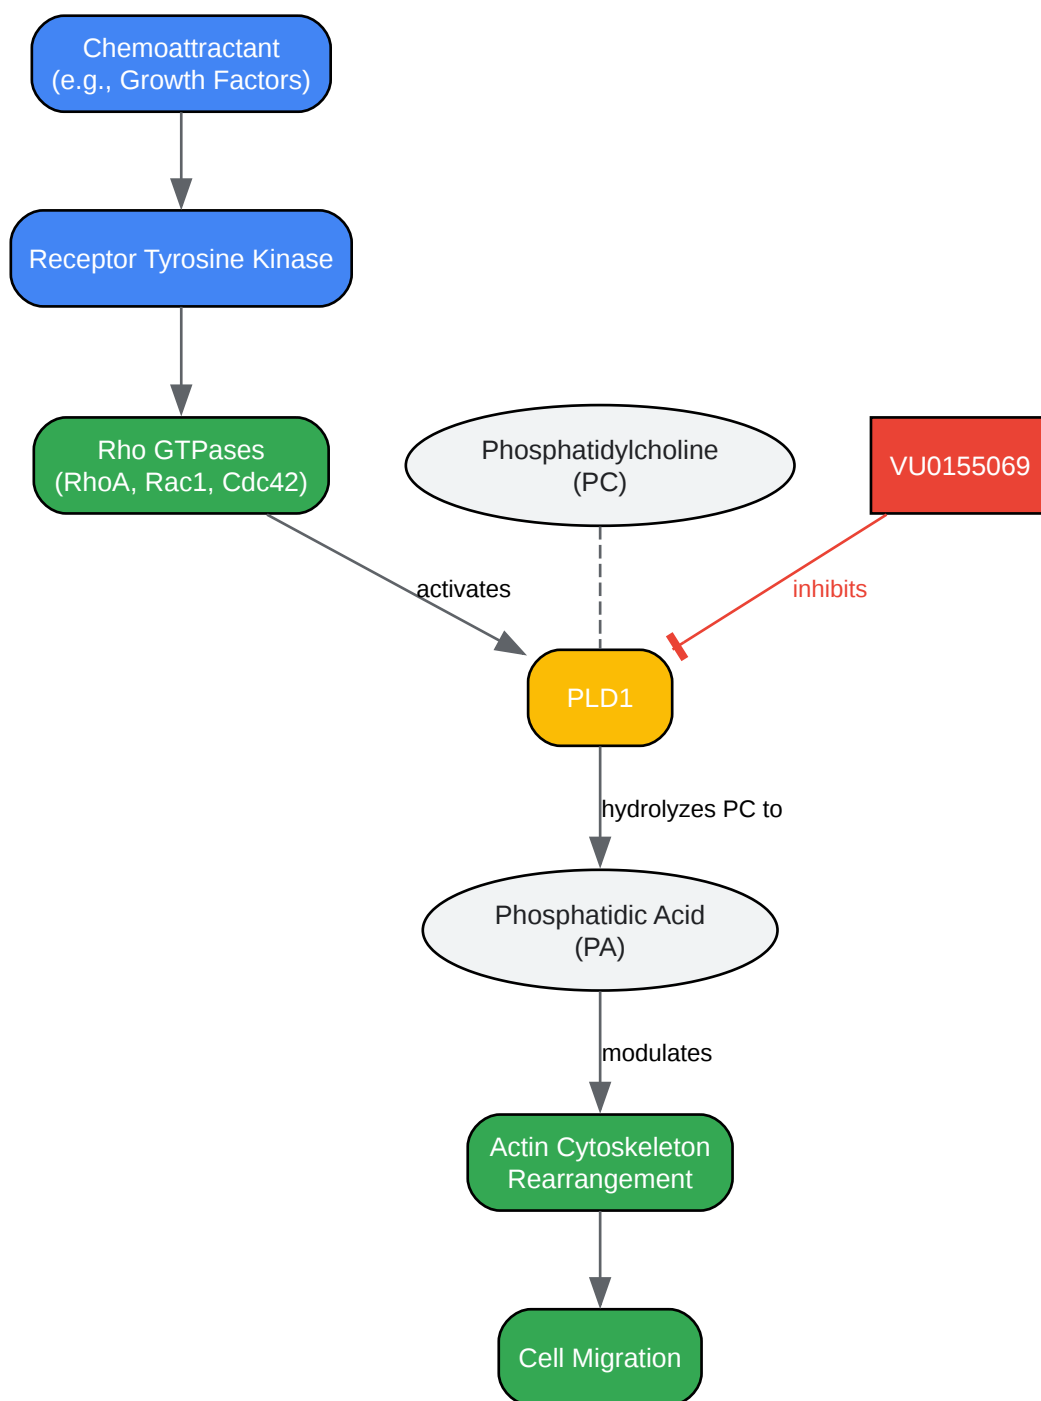 Chemoattractant
(e.g., Growth Factors)
Receptor Tyrosine Kinase
Rho GTPases
(RhoA, Rac1, Cdc42)
Phosphatidylcholine
(PC)
VU0155069
activates
inhibits
PLD1
hydrolyzes PC to
Phosphatidic Acid
(PA)
modulates
Actin Cytoskeleton
Rearrangement
Cell Migration